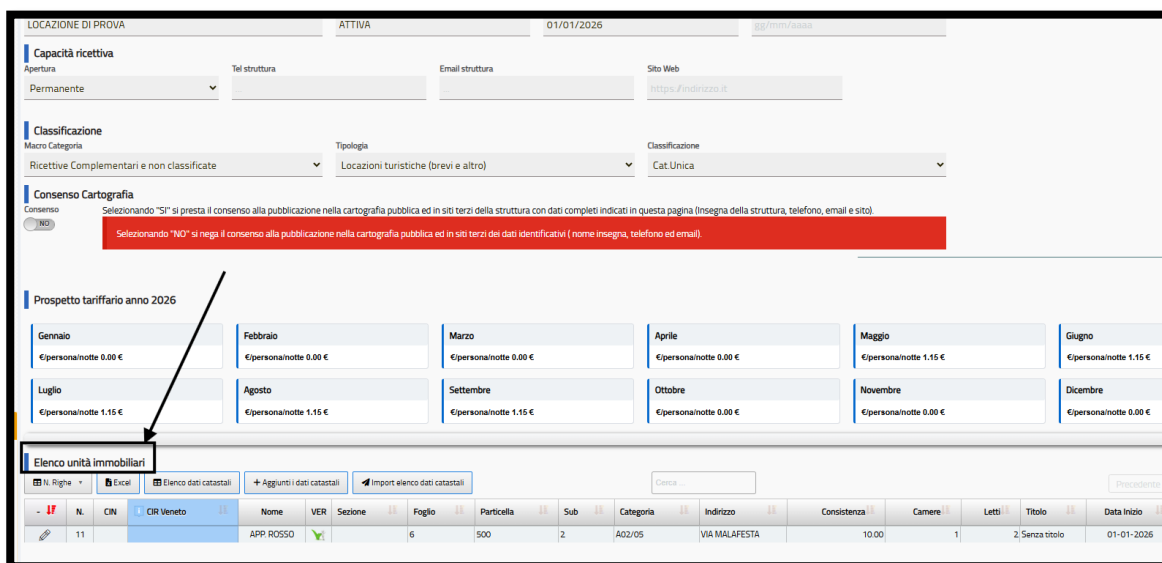 LOCAZIONE DI PROVA ATTIVA 01/01/2026 gg/mm/aaaa
Capacità ricettiva
Apertura Tel struttura Email struttura Sito Web
Permanente ... ... https://indirizzo.it
Classificazione
Macro Categoria Tipologia Classificazione
Ricettive Complementari e non classificate Locazioni turistiche (brevi e altro) Cat.Unica
Consenso Cartografia
Consenso Selezionando "SI" si presta il consenso alla pubblicazione nella cartografia pubblica ed in siti terzi della struttura con dati completi indicati in questa pagina (Insegna della struttura, telefono, email e sito).
NO
Selezionando "NO" si nega il consenso alla pubblicazione nella cartografia pubblica ed in siti terzi dei dati identificativi ( nome insegna, telefono ed email).
Prospetto tariffario anno 2026
Gennaio Febbraio Marzo Aprile Maggio Giugno
€/persona/notte 0.00 € €/persona/notte 0.00 € €/persona/notte 0.00 € €/persona/notte 0.00 € €/persona/notte 1.15 € €/persona/notte 1.15 €
Luglio Agosto Settembre Ottobre Novembre Dicembre
€/persona/notte 1.15 € €/persona/notte 1.15 € €/persona/notte 1.15 € €/persona/notte 0.00 € €/persona/notte 0.00 € €/persona/notte 0.00 €
Elenco unità immobiliari
N. Righe Excel Elenco dati catastali + Aggiunti i dati catastali Import elenco dati catastali Cerca ... Precedente
- N. CIN CIR Veneto Nome VER Sezione Foglio Particella Sub Categoria Indirizzo Consistenza Camere Letti Titolo Data Inizio
11 APP. ROSSO 6 500 2 A02/05 VIA MALAFESTA 10.00 1 2 Senza titolo 01-01-2026